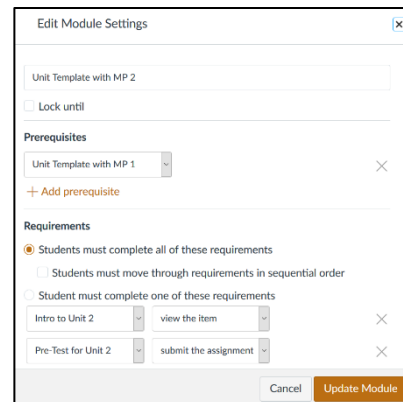 Edit Module Settings
Unit Template with MP 2
Lock until
Prerequisites
Unit Template with MP 1
+ Add prerequisite
Requirements
Students must complete all of these requirements
Students must move through requirements in sequential order
Student must complete one of these requirements
Intro to Unit 2 view the item
Pre-Test for Unit 2 submit the assignment
Cancel Update Module